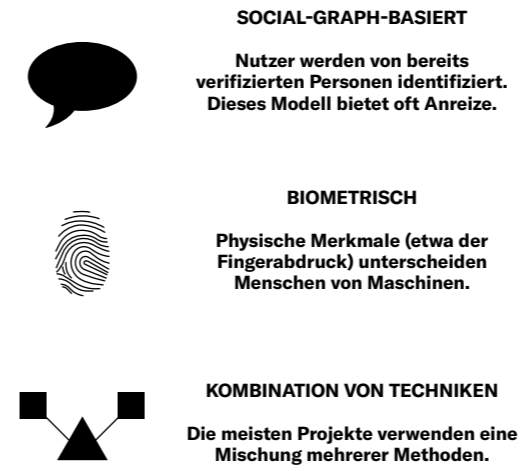 SOCIAL-GRAPH-BASIERT
Nutzer werden von bereits
verifizierten Personen identifiziert.
Dieses Modell bietet oft Anreize.
BIOMETRISCH
Physische Merkmale (etwa der
Fingerabdruck) unterscheiden
Menschen von Maschinen.
KOMBINATION VON TECHNIKEN
Die meisten Projekte verwenden eine
Mischung mehrerer Methoden.